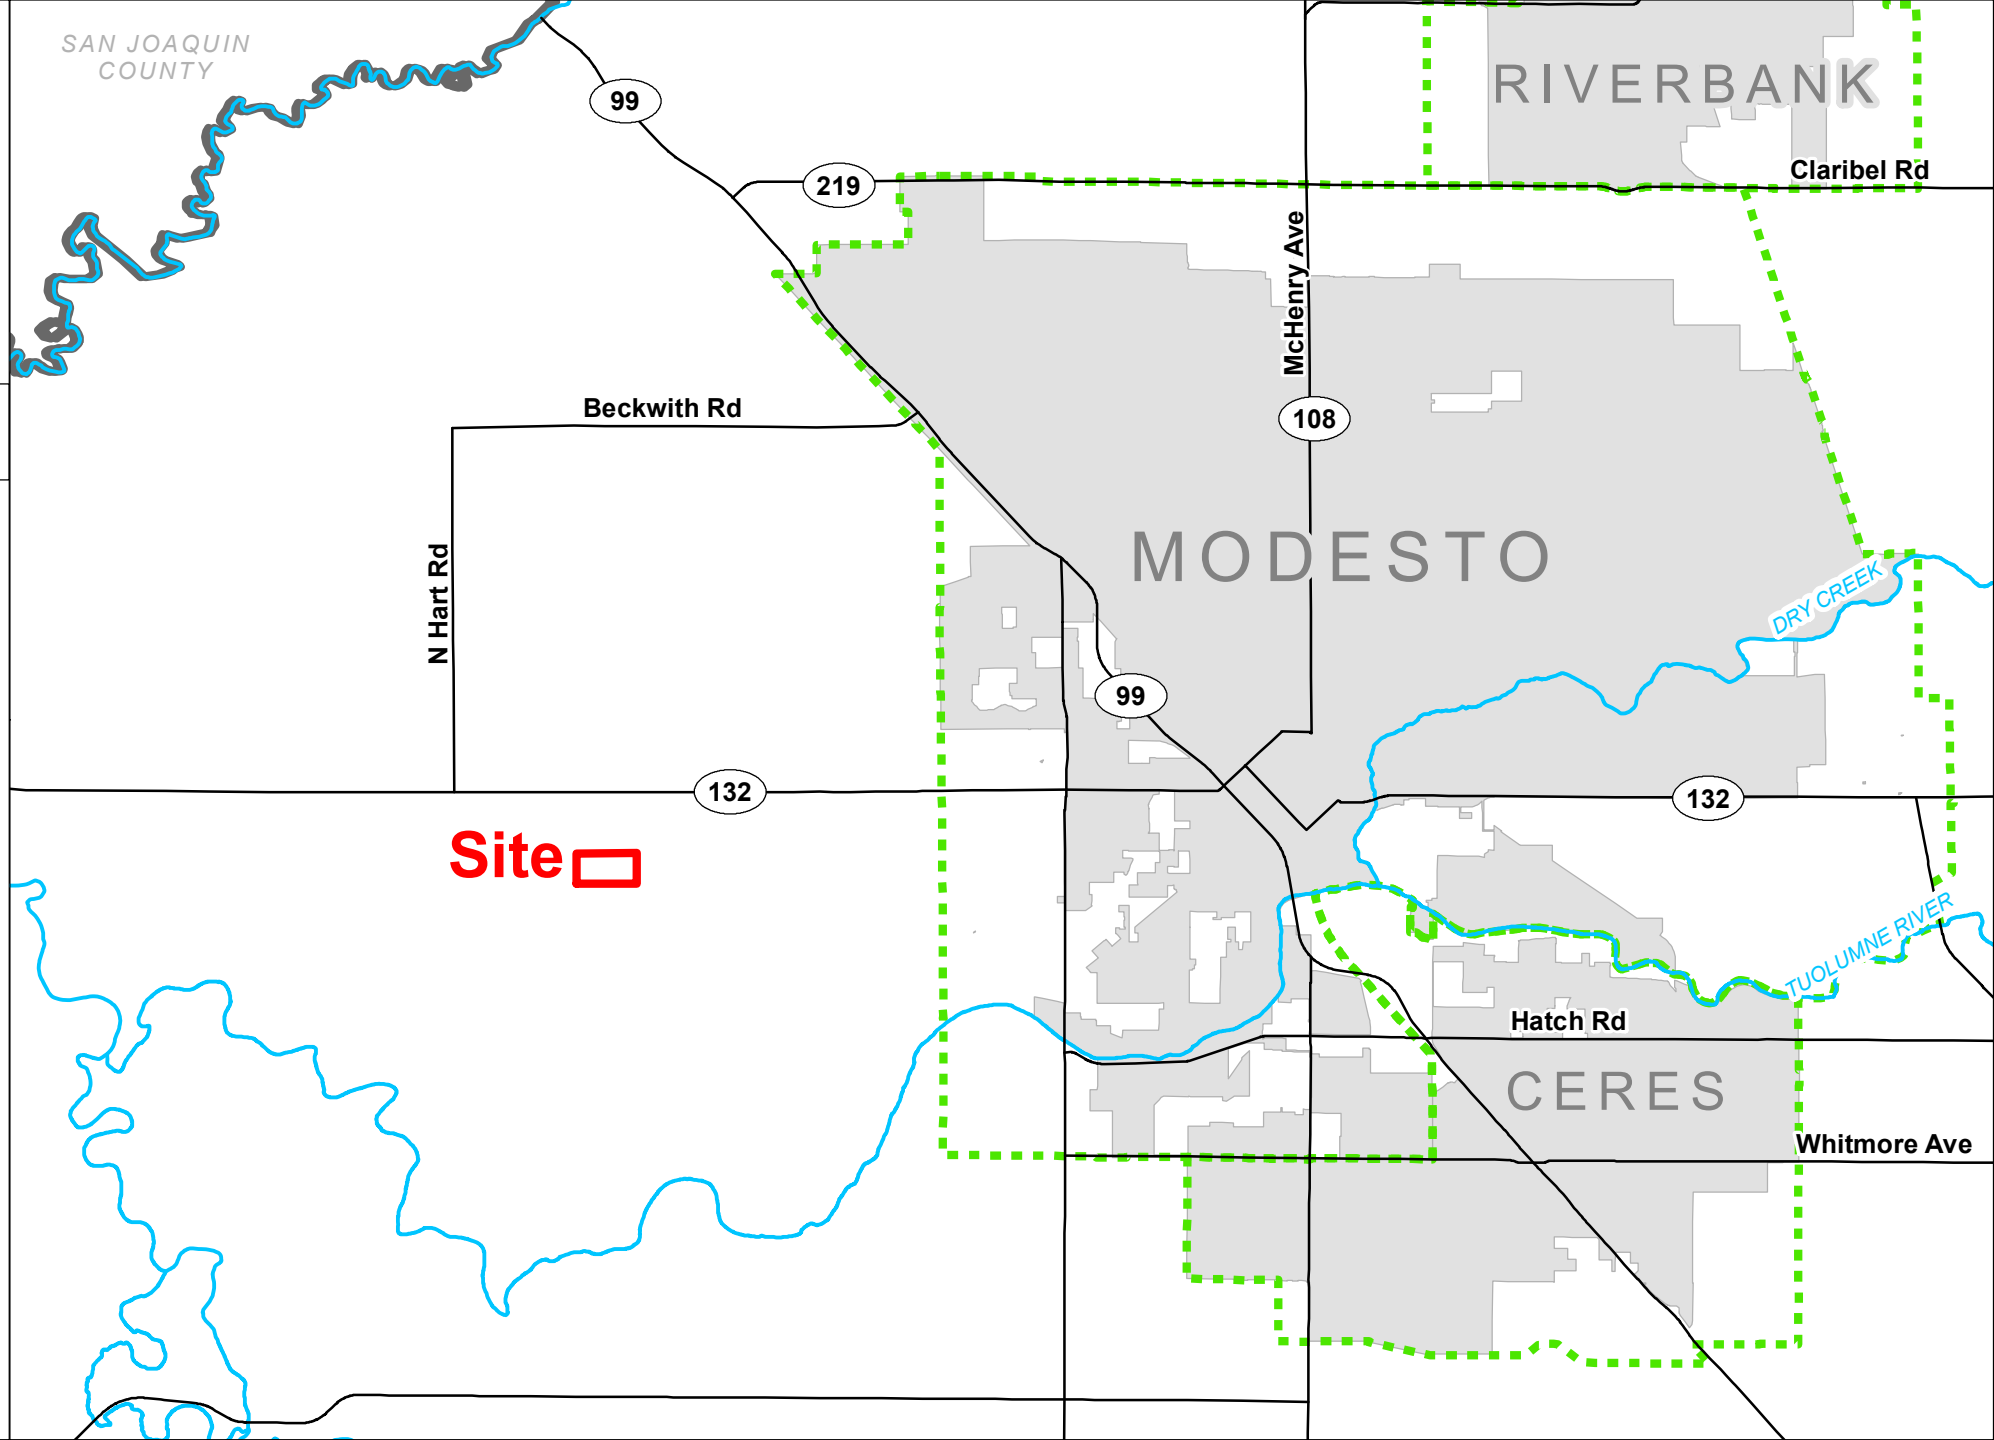 SAN JOAQUIN
COUNTY
RIVERBANK
99
219
Claribel Rd
McHenry Ave
Beckwith Rd
108
MODESTO
N Hart Rd
DRY CREEK
99
132
132
Site
TUOLUMNE RIVER
Hatch Rd
CERES
Whitmore Ave